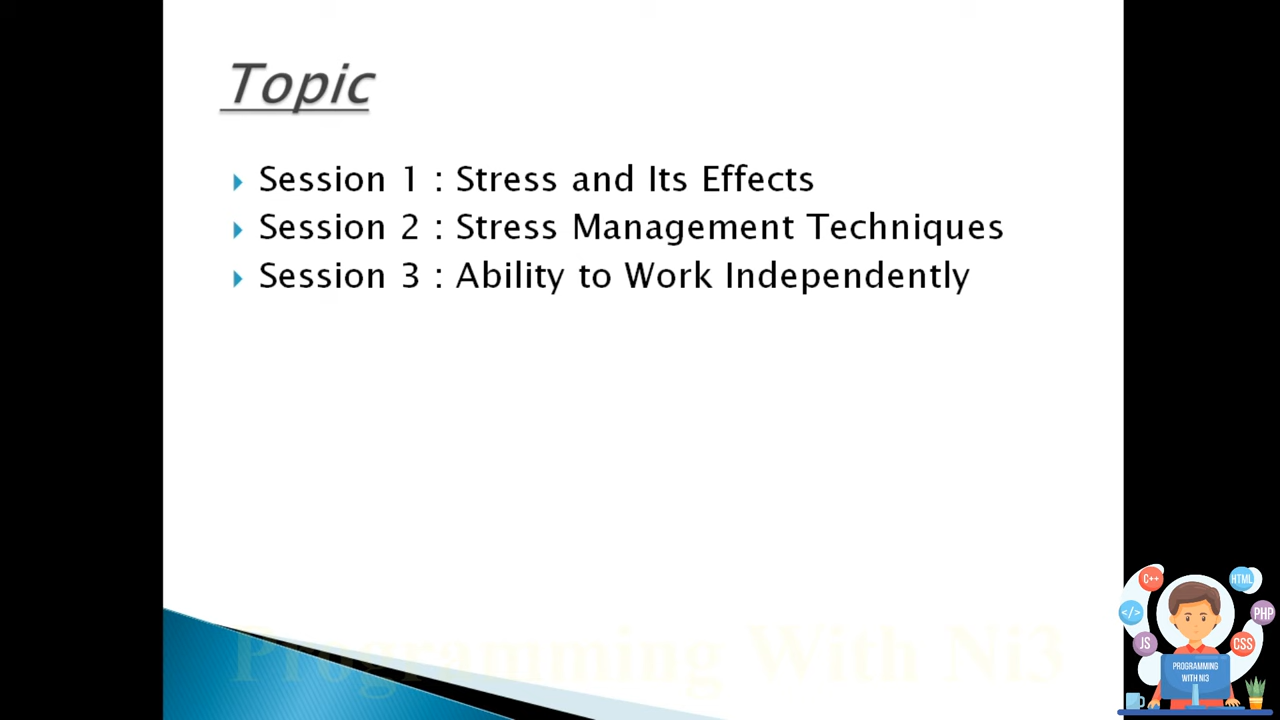 Topic
Session 1 : Stress and Its Effects
Session 2 : Stress Management Techniques
Session 3 : Ability to Work Independently
Programming With Ni3
C++
HTML
</>
PHP
JS
CSS
PROGRAMMING
WITH NI3